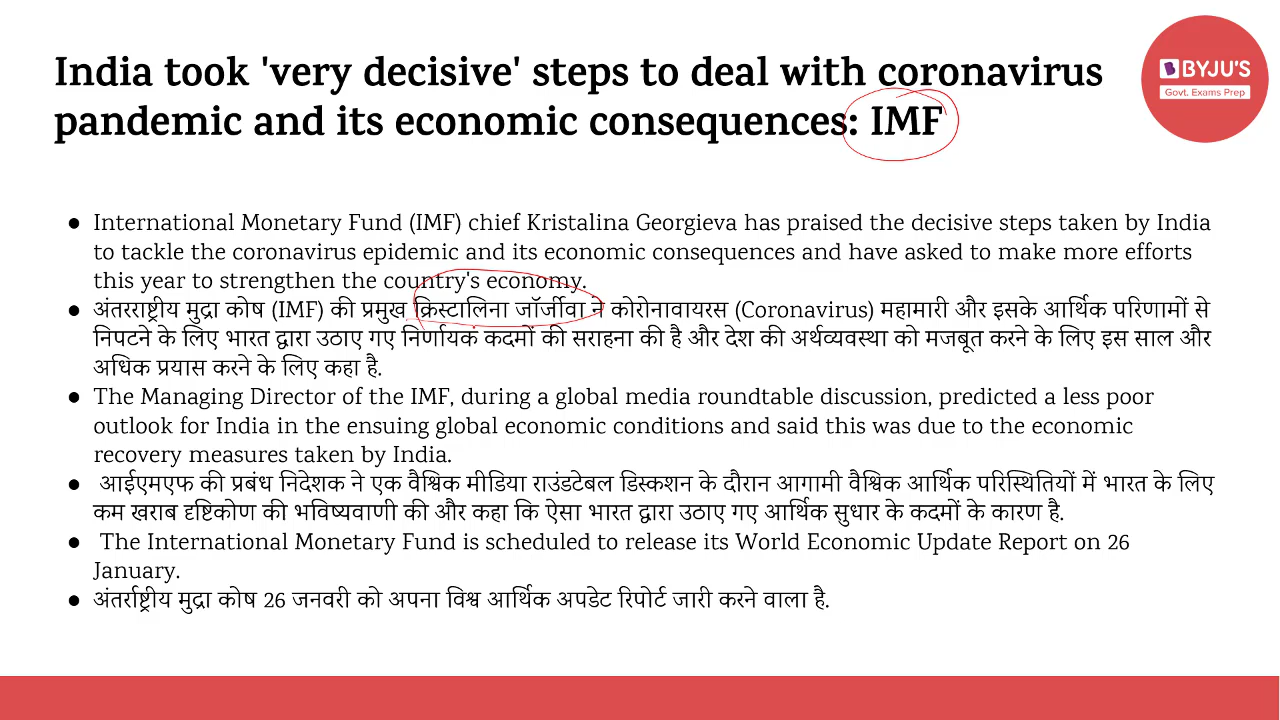 India took 'very decisive' steps to deal with coronavirus
pandemic and its economic consequences: IMF
BYJU'S
Govt. Exams Prep
● International Monetary Fund (IMF) chief Kristalina Georgieva has praised the decisive steps taken by India
to tackle the coronavirus epidemic and its economic consequences and have asked to make more efforts
this year to strengthen the country's economy.
● अंतरराष्ट्रीय मुद्रा कोष (IMF) की प्रमुख क्रिस्टालिना जॉर्जीवा ने कोरोनावायरस (Coronavirus) महामारी और इसके आर्थिक परिणामों से
निपटने के लिए भारत द्वारा उठाए गए निर्णायक कदमों की सराहना की है और देश की अर्थव्यवस्था को मजबूत करने के लिए इस साल और
अधिक प्रयास करने के लिए कहा है.
● The Managing Director of the IMF, during a global media roundtable discussion, predicted a less poor
outlook for India in the ensuing global economic conditions and said this was due to the economic
recovery measures taken by India.
● आईएमएफ की प्रबंध निदेशक ने एक वैश्विक मीडिया राउंडटेबल डिस्कशन के दौरान आगामी वैश्विक आर्थिक परिस्थितियों में भारत के लिए
कम खराब दृष्टिकोण की भविष्यवाणी की और कहा कि ऐसा भारत द्वारा उठाए गए आर्थिक सुधार के कदमों के कारण है.
● The International Monetary Fund is scheduled to release its World Economic Update Report on 26
January.
● अंतर्राष्ट्रीय मुद्रा कोष 26 जनवरी को अपना विश्व आर्थिक अपडेट रिपोर्ट जारी करने वाला है.